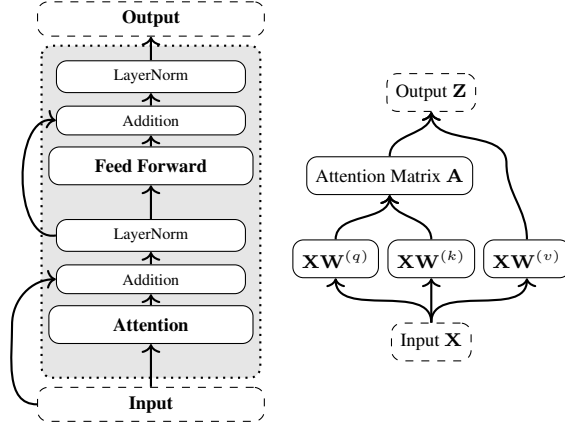 Output
LayerNorm
Addition
Feed Forward
LayerNorm
Addition
Attention
Input
Output Z
Attention Matrix A
XW^(q) XW^(k) XW^(v)
Input X